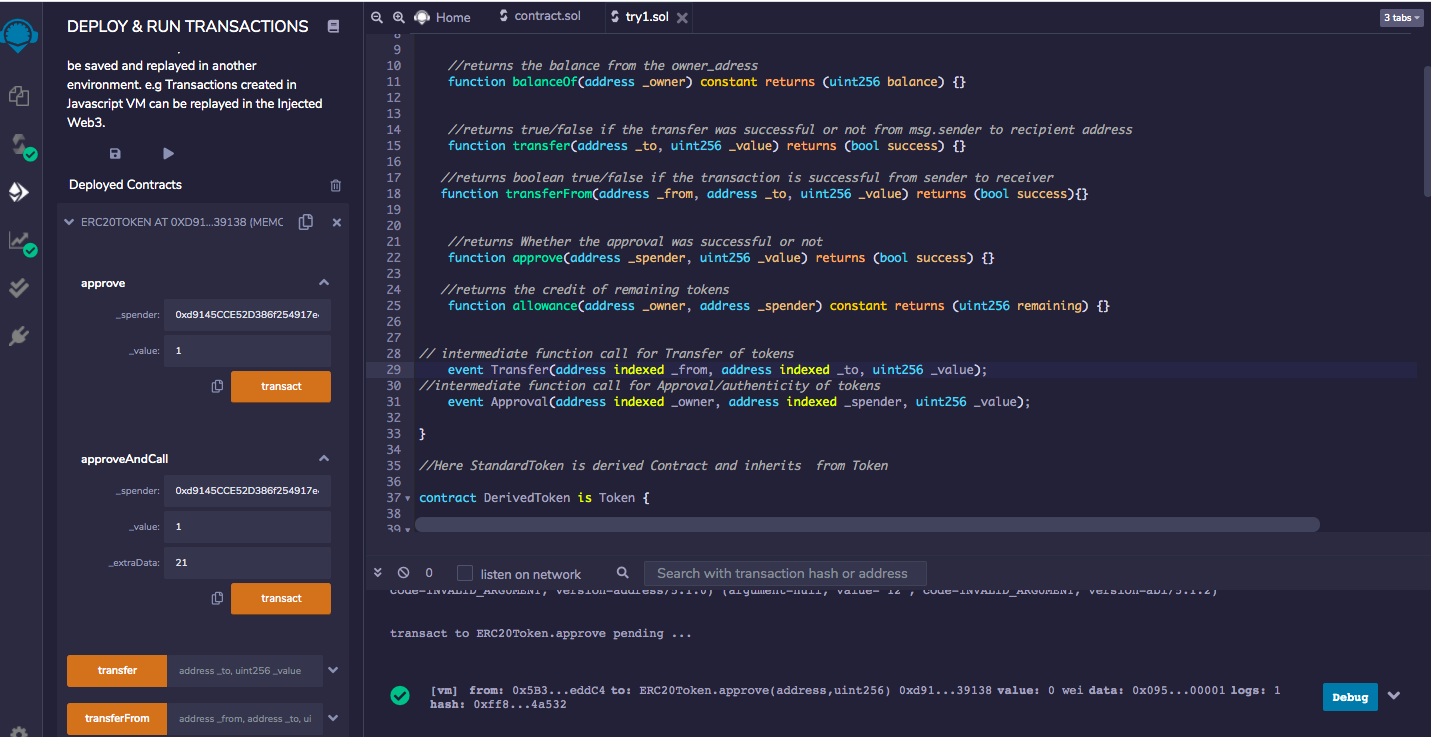 DEPLOY & RUN TRANSACTIONS
be saved and replayed in another
environment. e.g Transactions created in
Javascript VM can be replayed in the Injected
Web3.
Deployed Contracts
ERC20TOKEN AT 0XD91...39138 (MEMC
approve
_spender: 0xd9145CCE52D386f254917e
_value: 1
transact
approveAndCall
_spender: 0xd9145CCE52D386f254917e
_value: 1
_extraData: 21
transact
transfer address _to, uint256 _value
transferFrom address _from, address _to, ui
Home contract.sol try1.sol 3 tabs
8
9
10 //returns the balance from the owner_adress
11 function balanceOf(address _owner) constant returns (uint256 balance) {}
12
13
14 //returns true/false if the transfer was successful or not from msg.sender to recipient address
15 function transfer(address _to, uint256 _value) returns (bool success) {}
16
17 //returns boolean true/false if the transaction is successful from sender to receiver
18 function transferFrom(address _from, address _to, uint256 _value) returns (bool success){}
19
20
21 //returns Whether the approval was successful or not
22 function approve(address _spender, uint256 _value) returns (bool success) {}
23
24 //returns the credit of remaining tokens
25 function allowance(address _owner, address _spender) constant returns (uint256 remaining) {}
26
27
28 // intermediate function call for Transfer of tokens
29 event Transfer(address indexed _from, address indexed _to, uint256 _value);
30 //intermediate function call for Approval/authenticity of tokens
31 event Approval(address indexed _owner, address indexed _spender, uint256 _value);
32
33 }
34
35 //Here StandardToken is derived Contract and inherits  from Token
36
37 contract DerivedToken is Token {
38
39
0 listen on network Search with transaction hash or address
code=INVALID_ARGUMENT, version=address/5.1.0) (argument=null, value="12", code=INVALID_ARGUMENT, version=abi/5.1.2)
transact to ERC20Token.approve pending ...
[vm] from: 0x5B3...eddC4 to: ERC20Token.approve(address,uint256) 0xd91...39138 value: 0 wei data: 0x095...00001 logs: 1
hash: 0xff8...4a532
Debug